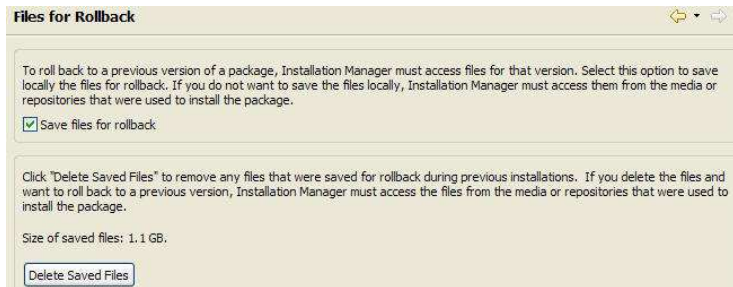 Files for Rollback
To roll back to a previous version of a package, Installation Manager must access files for that version. Select this option to save
locally the files for rollback. If you do not want to save the files locally, Installation Manager must access them from the media or
repositories that were used to install the package.
Save files for rollback
Click "Delete Saved Files" to remove any files that were saved for rollback during previous installations. If you delete the files and
want to roll back to a previous version, Installation Manager must access the files from the media or repositories that were used to
install the package.
Size of saved files: 1.1 GB.
Delete Saved Files